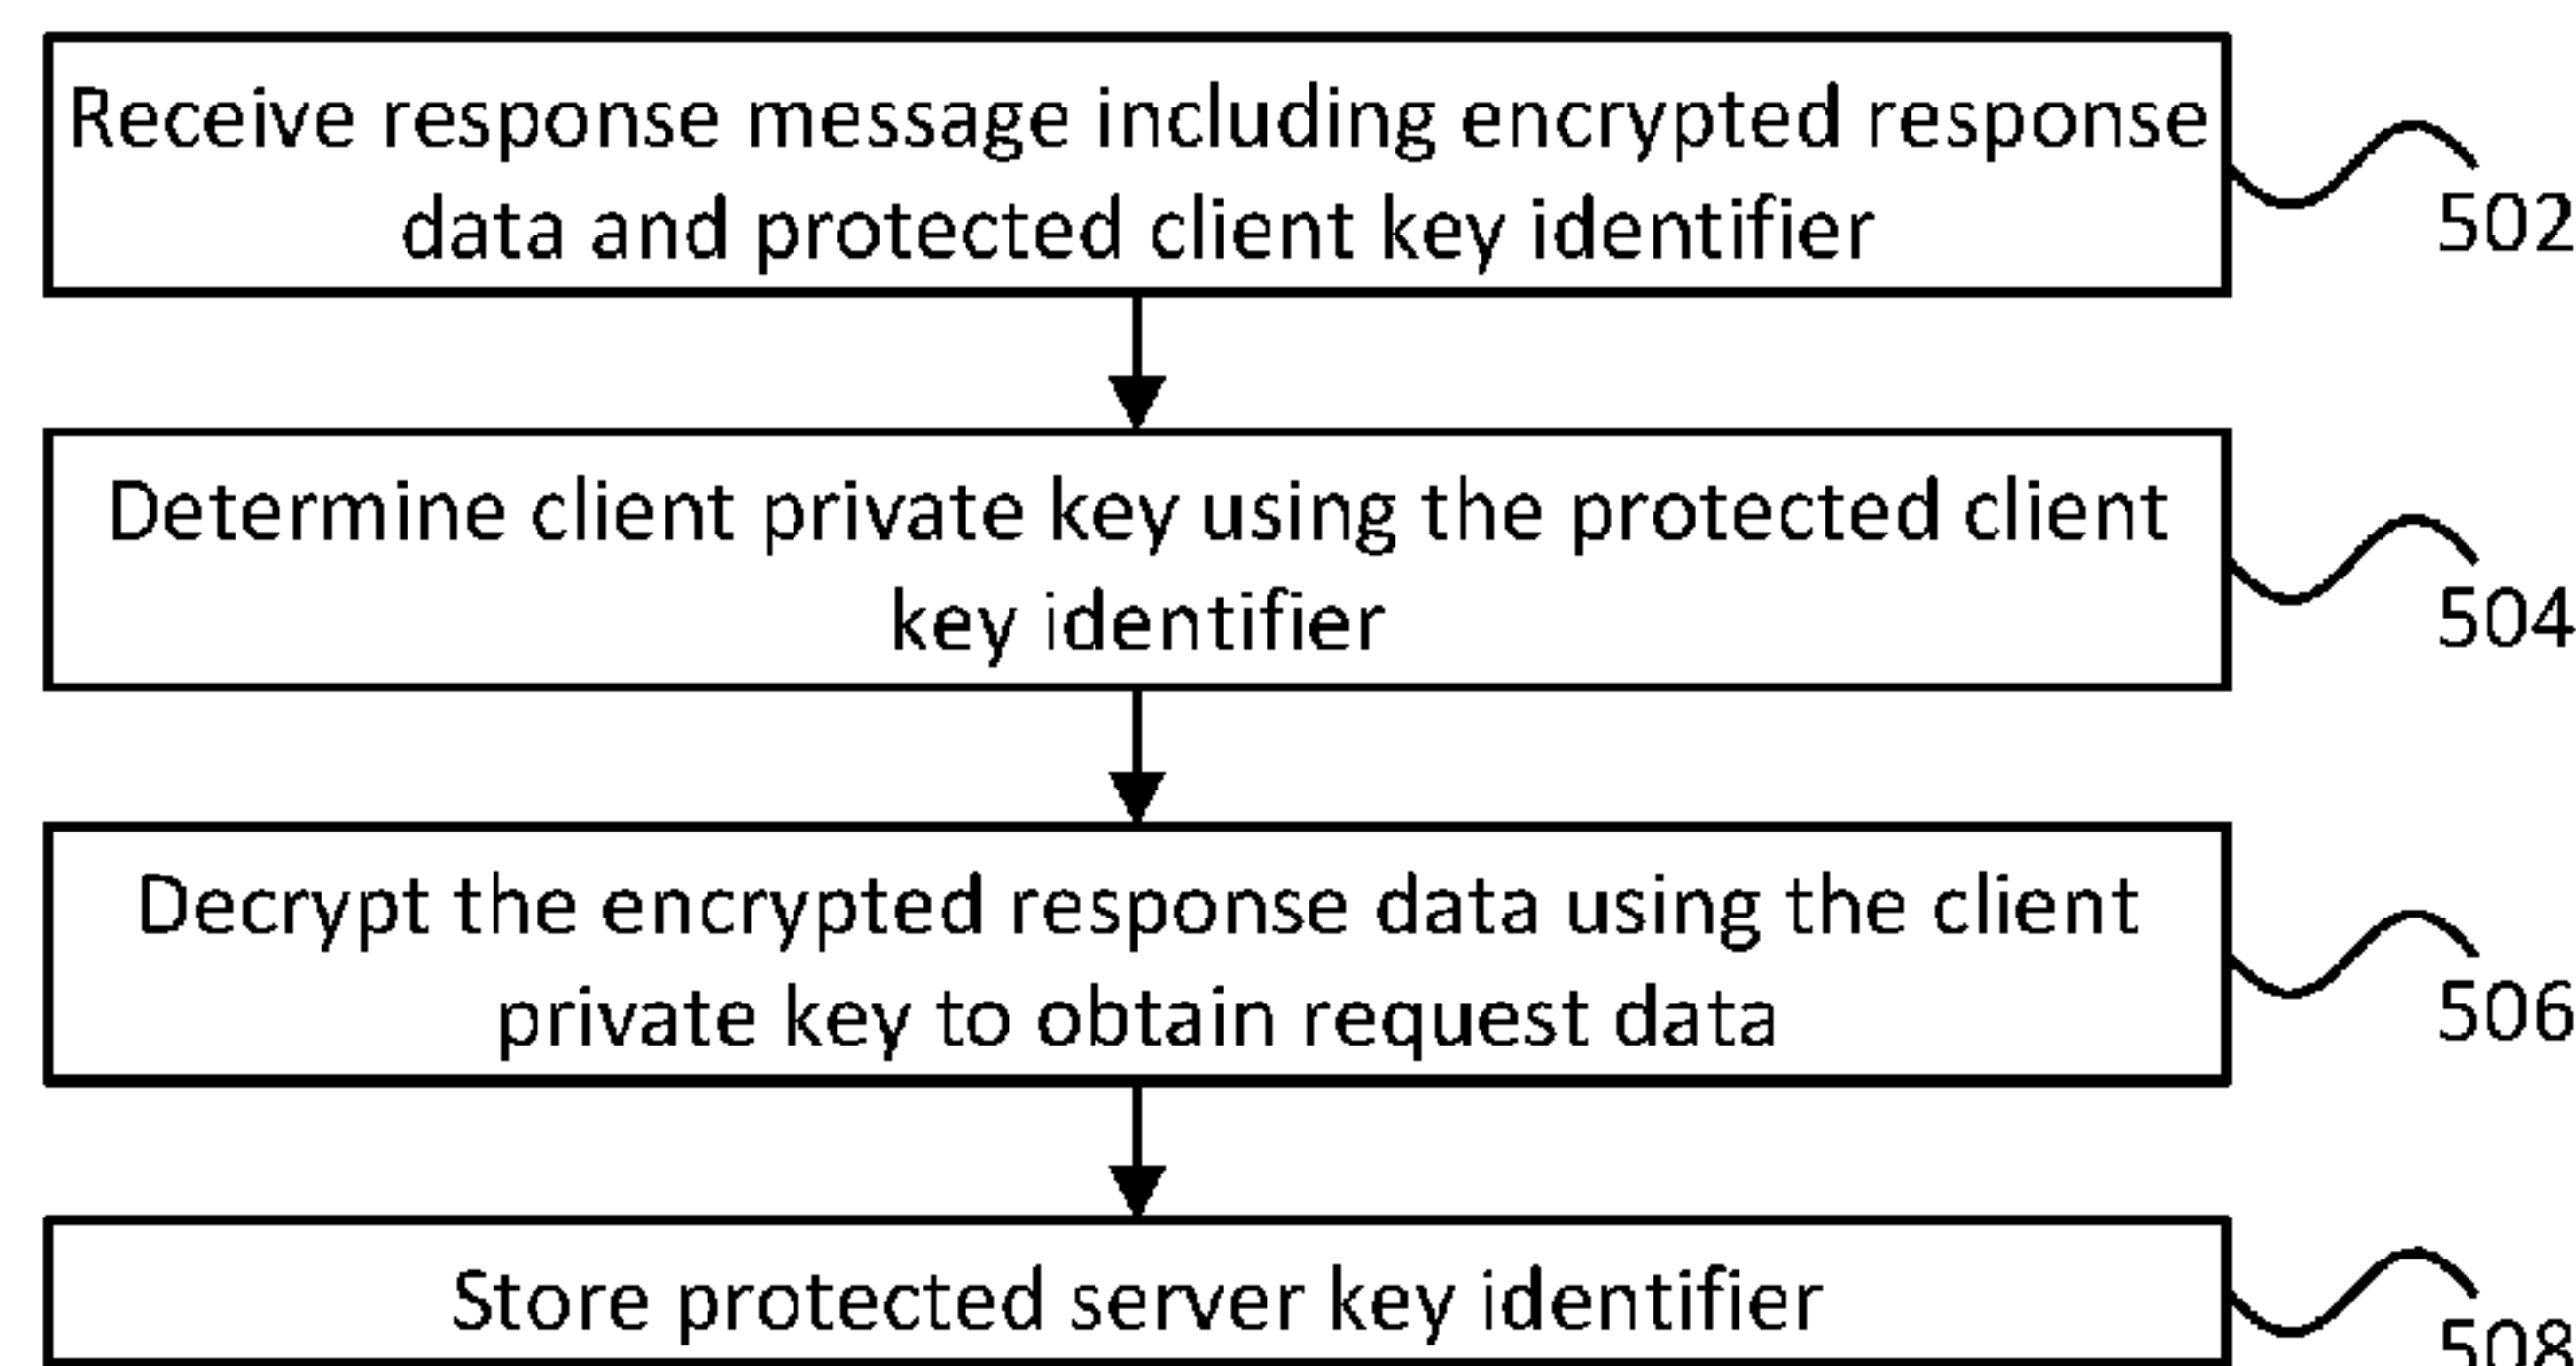 Receive response message including encrypted response
data and protected client key identifier
502
Determine client private key using the protected client
key identifier
504
Decrypt the encrypted response data using the client
private key to obtain request data
506
Store protected server key identifier
508